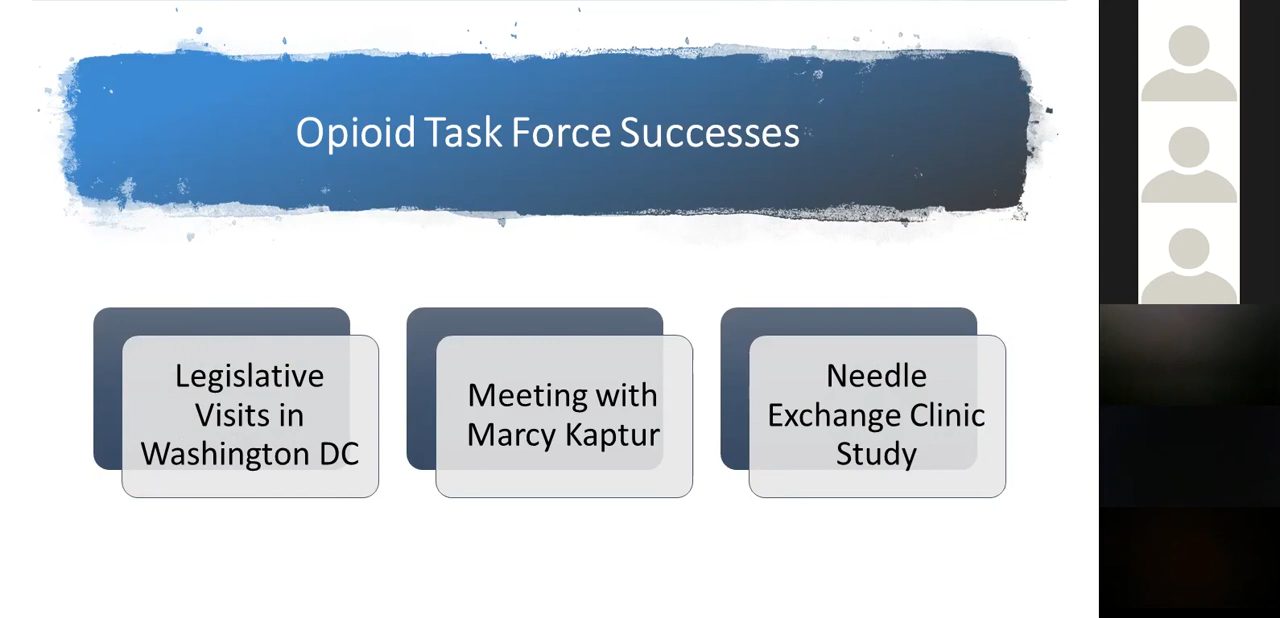 Opioid Task Force Successes
Legislative
Visits in
Washington DC
Meeting with
Marcy Kaptur
Needle
Exchange Clinic
Study